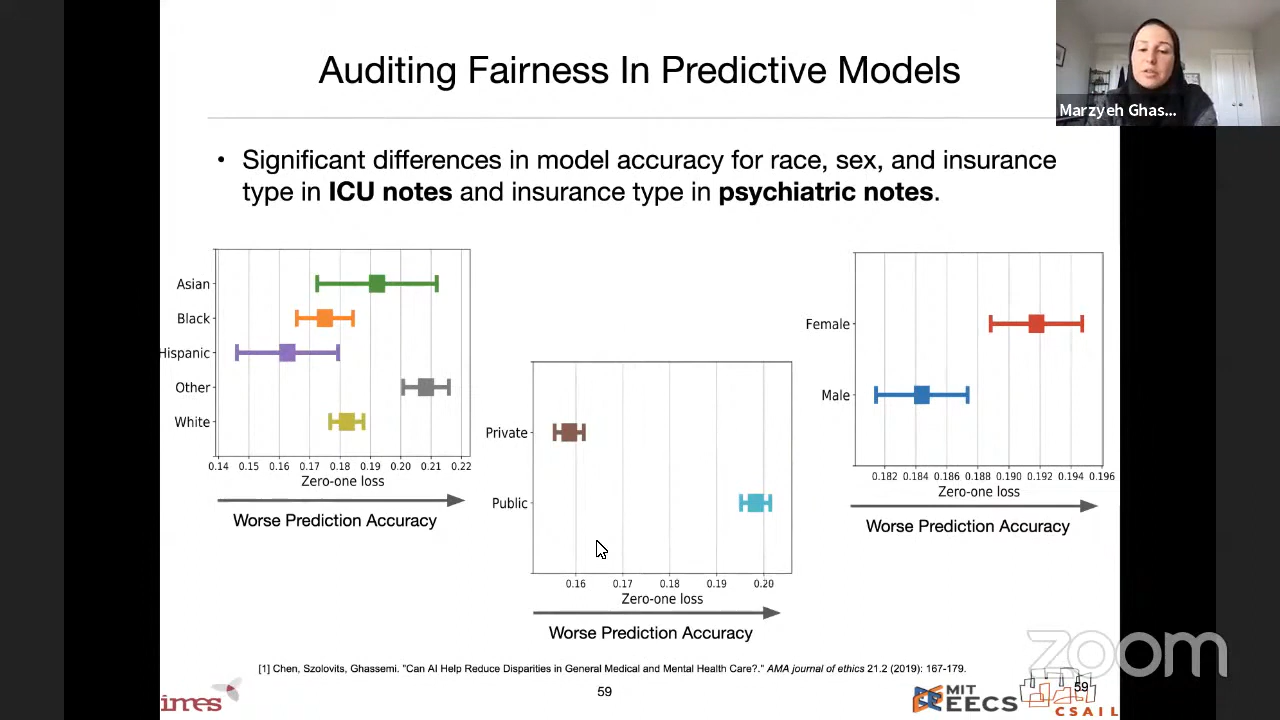 Auditing Fairness In Predictive Models
Marzyeh Ghas...
• Significant differences in model accuracy for race, sex, and insurance
type in ICU notes and insurance type in psychiatric notes.
Asian
Black
Hispanic
Other
White
0.14 0.15 0.16 0.17 0.18 0.19 0.20 0.21 0.22
Zero-one loss
Worse Prediction Accuracy
Private
Public
0.16 0.17 0.18 0.19 0.20
Zero-one loss
Worse Prediction Accuracy
Female
Male
0.182 0.184 0.186 0.188 0.190 0.192 0.194 0.196
Zero-one loss
Worse Prediction Accuracy
zoom
[1] Chen, Szolovits, Ghassemi. "Can AI Help Reduce Disparities in General Medical and Mental Health Care?." AMA journal of ethics 21.2 (2019): 167-179.
imes
59
MIT
EECS
59
CSAIL